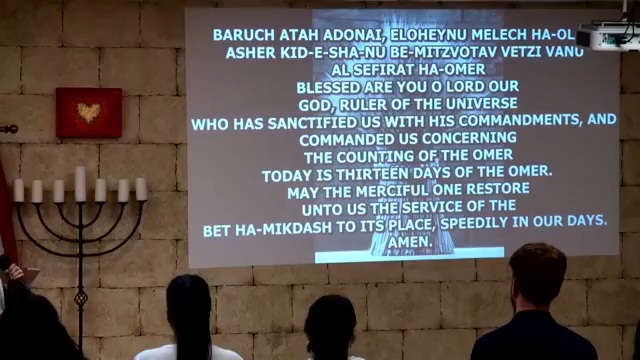 BARUCH ATAH ADONAI, ELOHEYNU MELECH
ASHER KID-E-SHA-NU BE-MITZVOTAV VETZI VANU
AL SEFIRAT HA-OMER
BLESSED ARE YOU O LORD OUR
GOD, RULER OF THE UNIVERSE
WHO HAS SANCTIFIED US WITH HIS COMMANDMENTS, AND
COMMANDED US CONCERNING
THE COUNTING OF THE OMER
TODAY IS THIRTEEN DAYS OF THE OMER.
MAY THE MERCIFUL ONE RESTORE
UNTO US THE SERVICE OF THE
BET HA-MIKDASH TO ITS PLACE, SPEEDILY IN OUR DAYS.
AMEN.